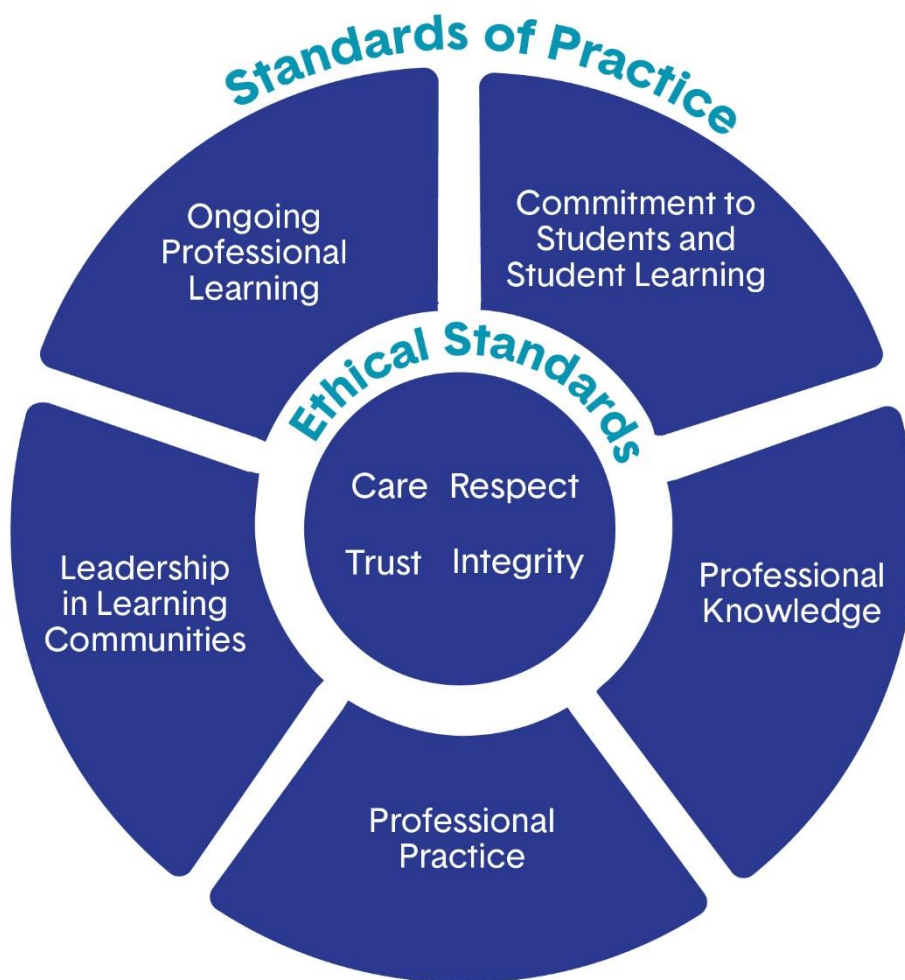 Standards of Practice
Ongoing
Professional
Learning
Commitment to
Students and
Student Learning
Ethical Standards
Care Respect
Trust Integrity
Leadership
in Learning
Communities
Professional
Knowledge
Professional
Practice